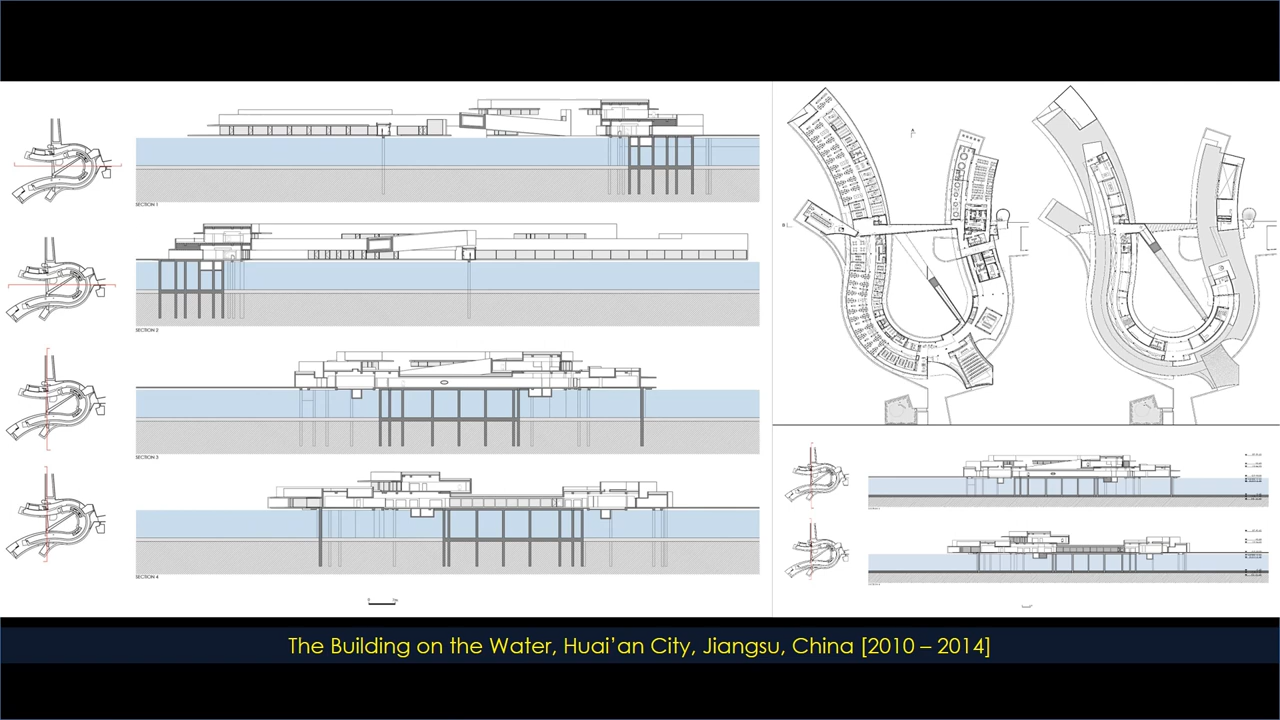 SECTION 1
SECTION 2
SECTION 3
SECTION 4
The Building on the Water, Huai’an City, Jiangsu, China [2010 – 2014]